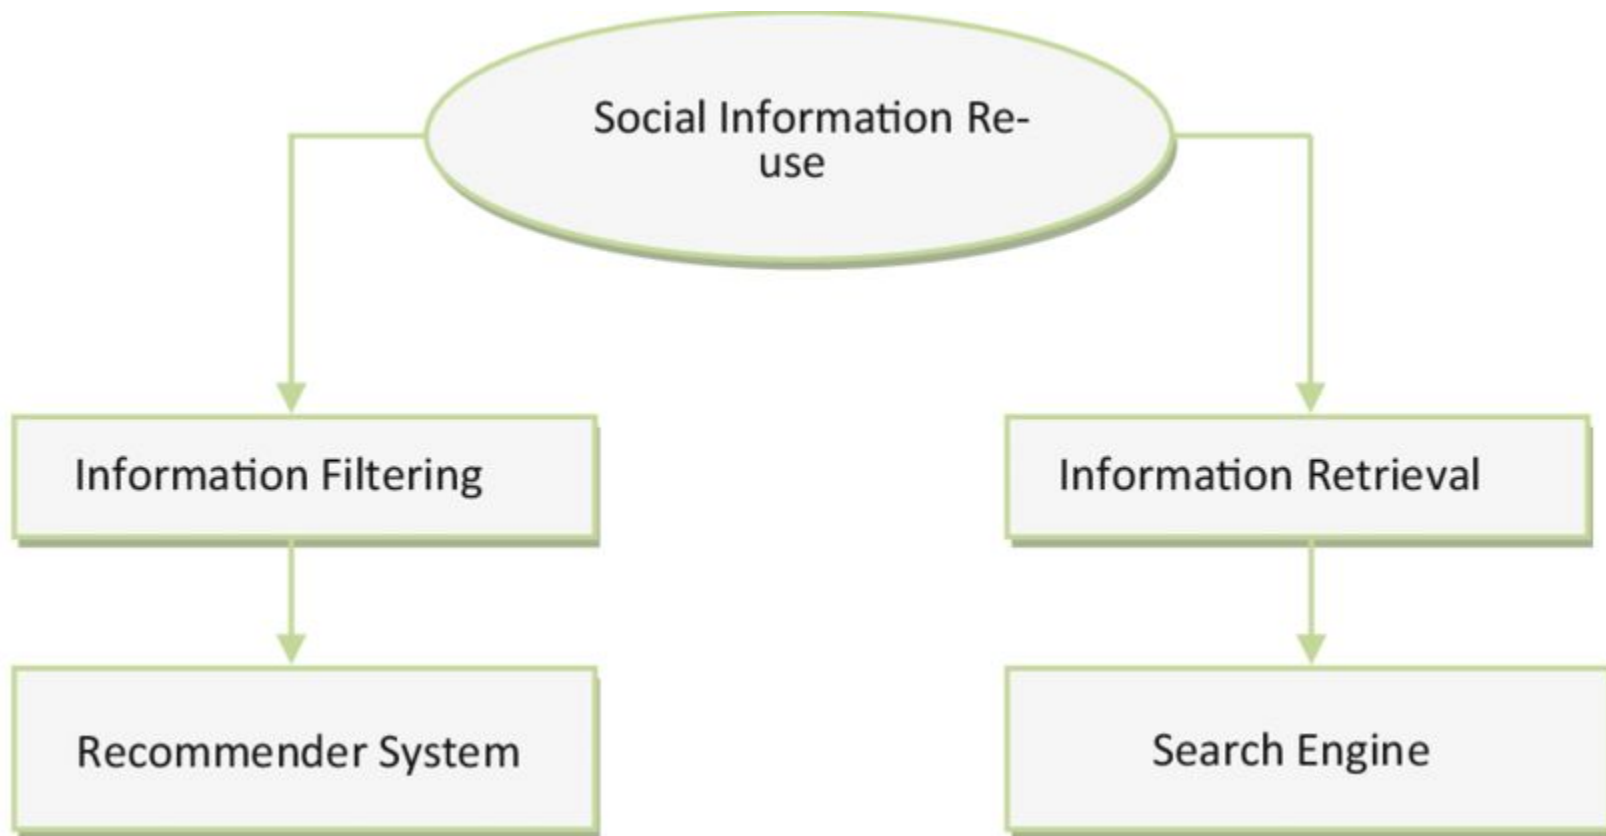 Social Information Re-
use
Information Filtering
Information Retrieval
Recommender System
Search Engine